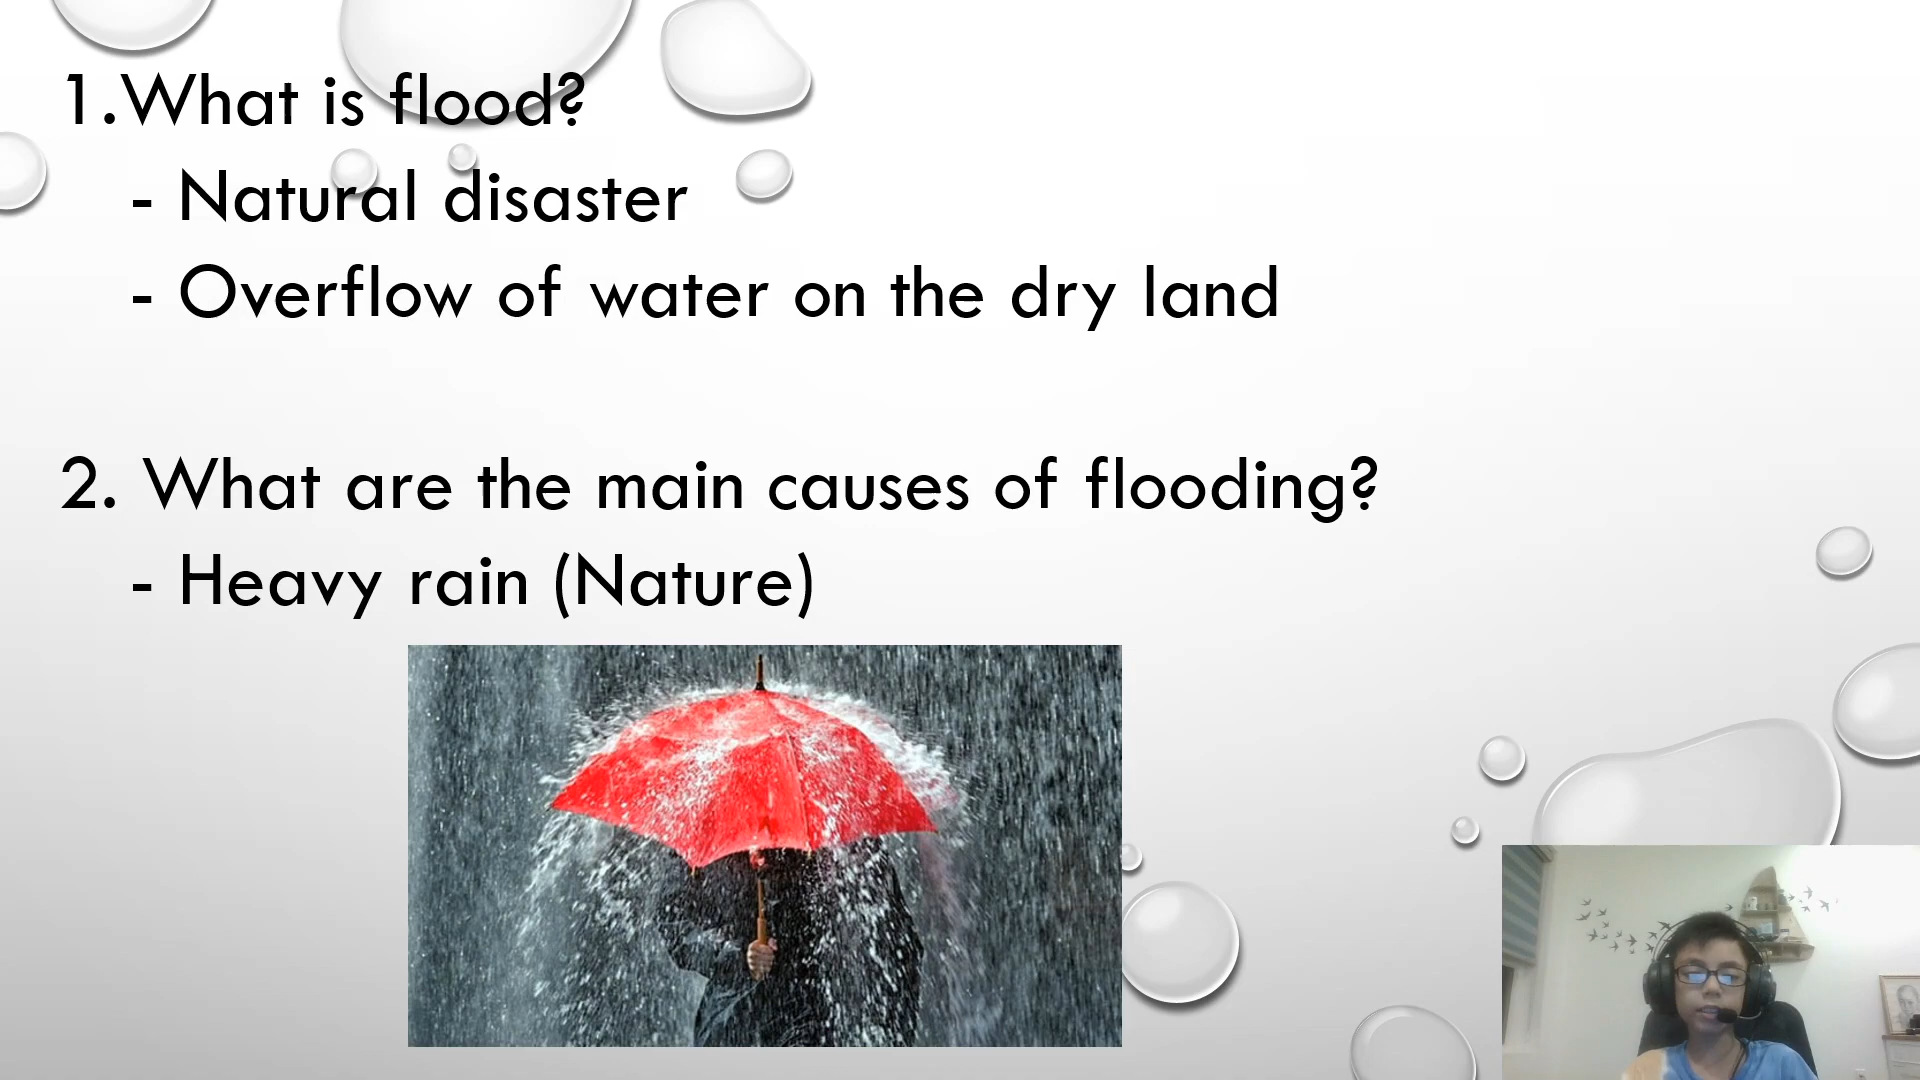 1.What is flood?
- Natural disaster
- Overflow of water on the dry land
2. What are the main causes of flooding?
- Heavy rain (Nature)